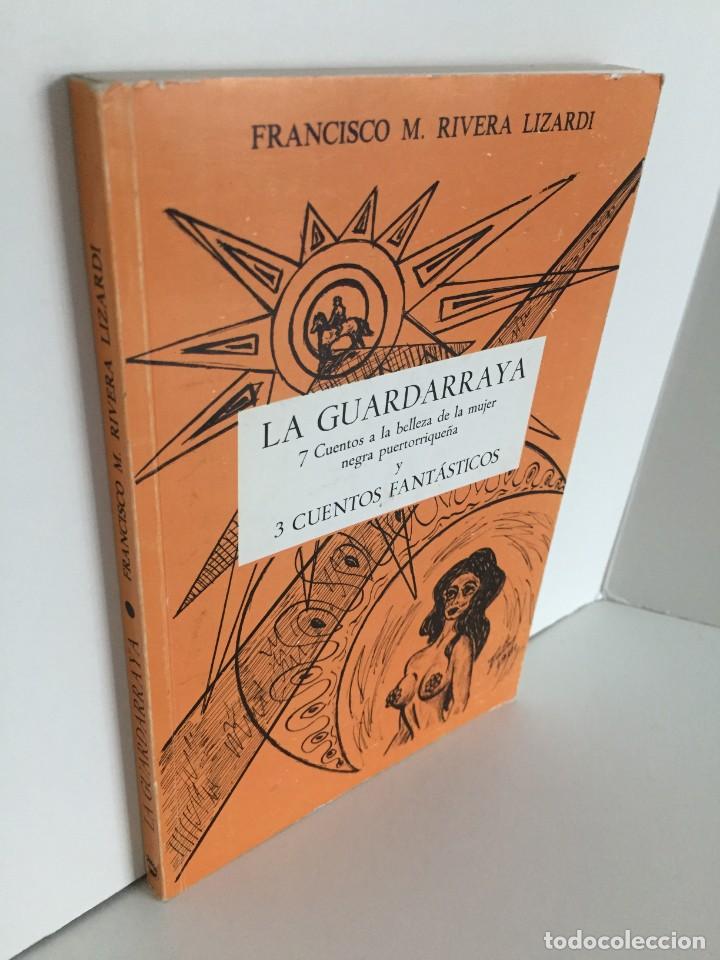 FRANCISCO M. RIVERA LIZARDI
LA GUARDARRAYA
7 Cuentos a la belleza de la mujer
negra puertorriqueña
y
3 CUENTOS FANTÁSTICOS
LA GUARDARRAYA • FRANCISCO M. RIVERA LIZARDI
todocoleccion